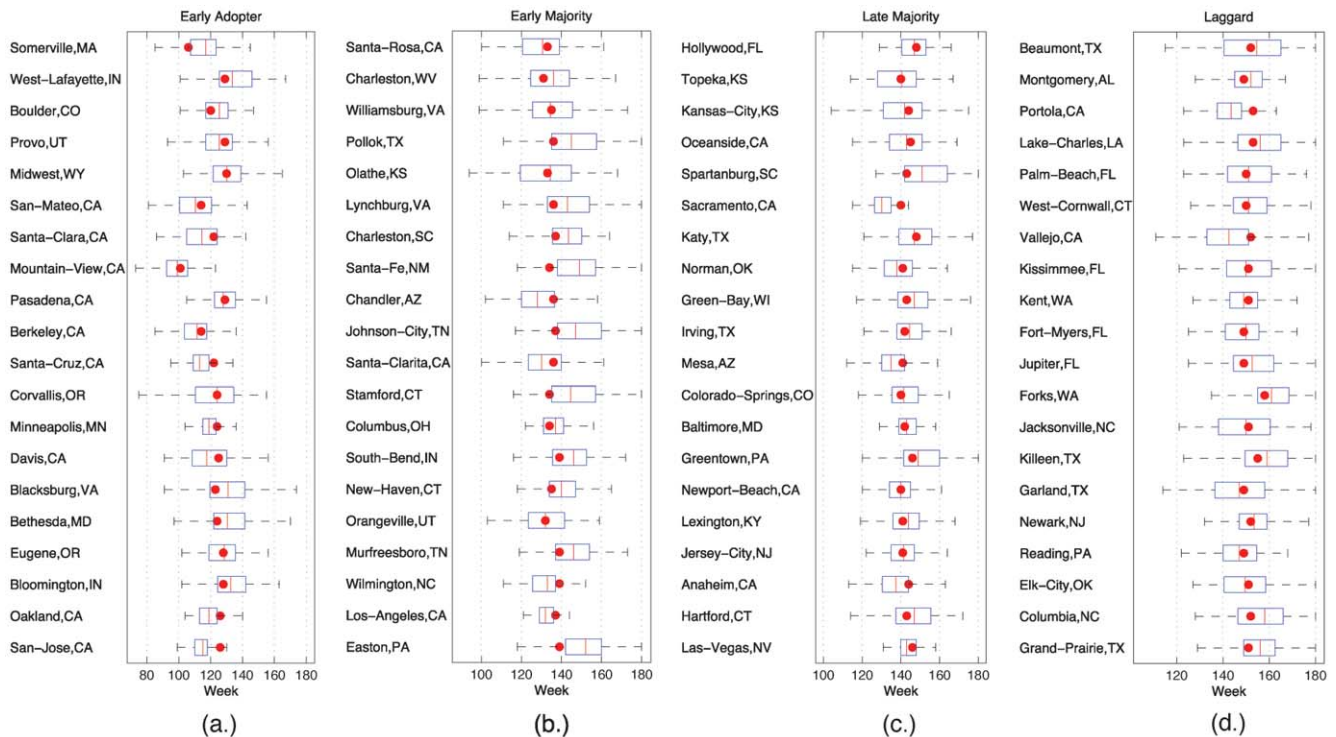 Early Adopter
Somerville,MA
West-Lafayette,IN
Boulder,CO
Provo,UT
Midwest,WY
San-Mateo,CA
Santa-Clara,CA
Mountain-View,CA
Pasadena,CA
Berkeley,CA
Santa-Cruz,CA
Corvallis,OR
Minneapolis,MN
Davis,CA
Blacksburg,VA
Bethesda,MD
Eugene,OR
Bloomington,IN
Oakland,CA
San-Jose,CA
80 100 120 140 160 180
Week
(a.)
Early Majority
Santa-Rosa,CA
Charleston,WV
Williamsburg,VA
Pollok,TX
Olathe,KS
Lynchburg,VA
Charleston,SC
Santa-Fe,NM
Chandler,AZ
Johnson-City,TN
Santa-Clarita,CA
Stamford,CT
Columbus,OH
South-Bend,IN
New-Haven,CT
Orangeville,UT
Murfreesboro,TN
Wilmington,NC
Los-Angeles,CA
Easton,PA
100 120 140 160 180
Week
(b.)
Late Majority
Hollywood,FL
Topeka,KS
Kansas-City,KS
Oceanside,CA
Spartanburg,SC
Sacramento,CA
Katy,TX
Norman,OK
Green-Bay,WI
Irving,TX
Mesa,AZ
Colorado-Springs,CO
Baltimore,MD
Greentown,PA
Newport-Beach,CA
Lexington,KY
Jersey-City,NJ
Anaheim,CA
Hartford,CT
Las-Vegas,NV
100 120 140 160 180
Week
(c.)
Laggard
Beaumont,TX
Montgomery,AL
Portola,CA
Lake-Charles,LA
Palm-Beach,FL
West-Cornwall,CT
Vallejo,CA
Kissimmee,FL
Kent,WA
Fort-Myers,FL
Jupiter,FL
Forks,WA
Jacksonville,NC
Killeen,TX
Garland,TX
Newark,NJ
Reading,PA
Elk-City,OK
Columbia,NC
Grand-Prairie,TX
120 140 160 180
Week
(d.)